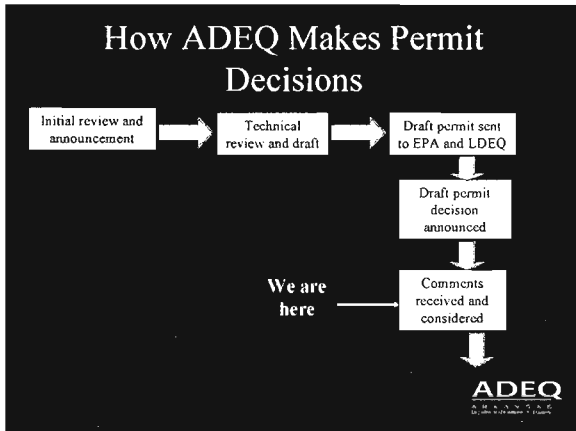 How ADEQ Makes Permit
Decisions
Initial review and
announcement
Technical
review and draft
Draft permit sent
to EPA and LDEQ
Draft permit
decision
announced
We are
here
Comments
received and
considered
ADEQ
ARKANSAS